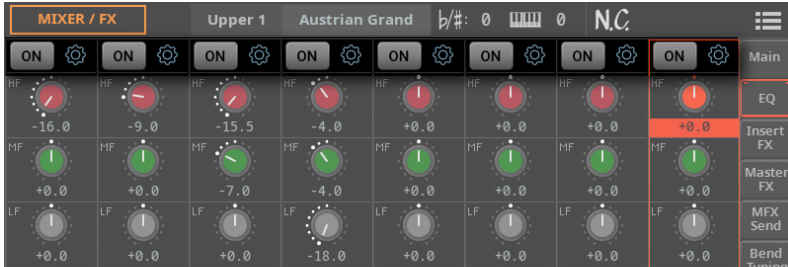 MIXER / FX Upper 1 Austrian Grand b/#: 0 0 N.C.
ON ON ON ON ON ON ON ON Main
HF HF HF HF HF HF HF HF EQ
-16.0 -9.0 -15.5 -4.0 +0.0 +0.0 +0.0 +0.0
Insert
FX
MF MF MF MF MF MF MF MF
+0.0 +0.0 -7.0 -4.0 +0.0 +0.0 +0.0 +0.0
Master
FX
LF LF LF LF LF LF LF LF
MFX
Send
+0.0 +0.0 +0.0 -18.0 +0.0 +0.0 +0.0 +0.0
Bend
Tuning